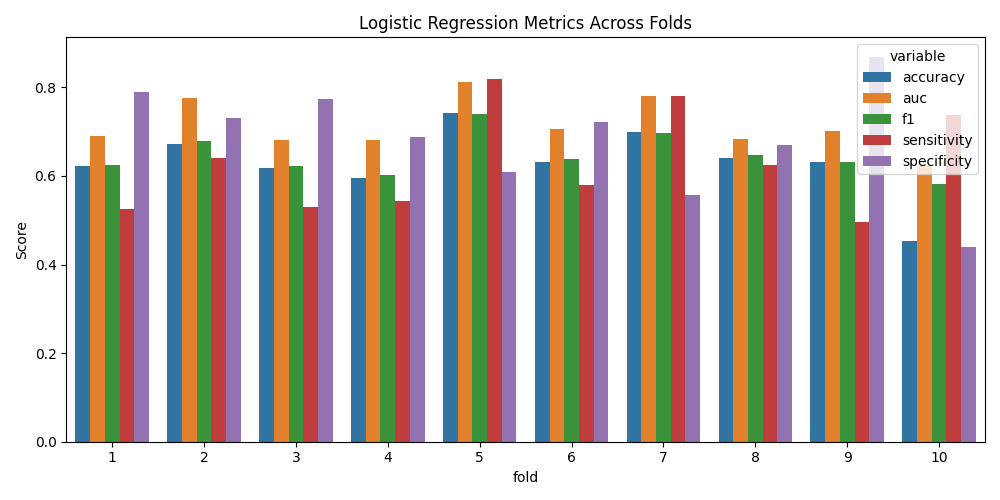 Logistic Regression Metrics Across Folds
variable
accuracy
auc
f1
sensitivity
specificity
Score
0.8
0.6
0.4
0.2
0.0
1 2 3 4 5 6 7 8 9 10
fold